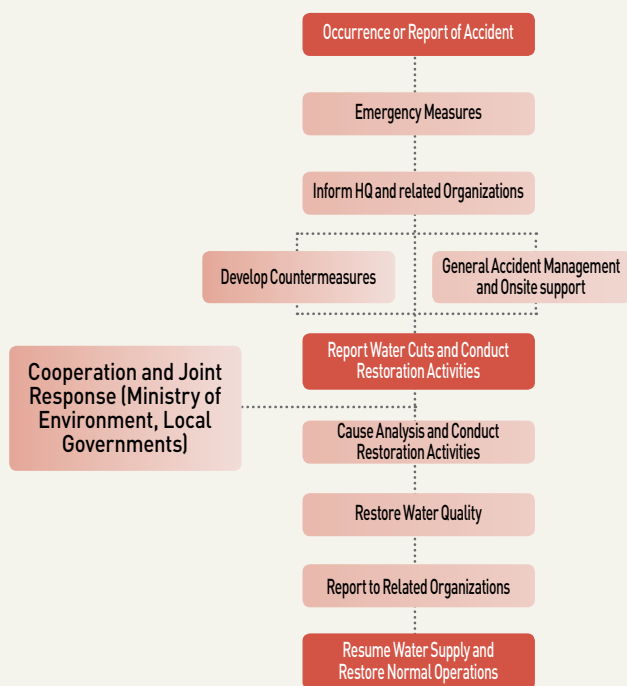 Occurrence or Report of Accident
Emergency Measures
Inform HQ and related Organizations
Develop Countermeasures
General Accident Management
and Onsite support
Report Water Cuts and Conduct
Restoration Activities
Cooperation and Joint
Response (Ministry of
Environment, Local
Governments)
Cause Analysis and Conduct
Restoration Activities
Restore Water Quality
Report to Related Organizations
Resume Water Supply and
Restore Normal Operations